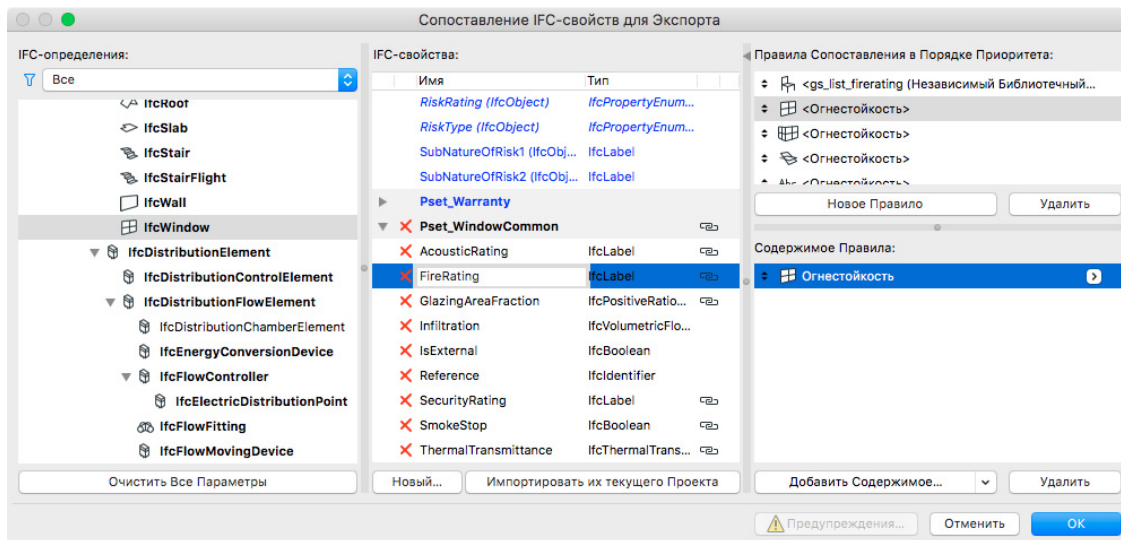 Сопоставление IFC-свойств для Экспорта
IFC-определения:
Все
IfcRoof
IfcSlab
IfcStair
IfcStairFlight
IfcWall
IfcWindow
IfcDistributionElement
IfcDistributionControlElement
IfcDistributionFlowElement
IfcDistributionChamberElement
IfcEnergyConversionDevice
IfcFlowController
IfcElectricDistributionPoint
IfcFlowFitting
IfcFlowMovingDevice
Очистить Все Параметры
IFC-свойства:
Имя Тип
RiskRating (IfcObject) IfcPropertyEnum...
RiskType (IfcObject) IfcPropertyEnum...
SubNatureOfRisk1 (IfcObj... IfcLabel
SubNatureOfRisk2 (IfcObj... IfcLabel
Pset_Warranty
Pset_WindowCommon
AcousticRating IfcLabel
FireRating IfcLabel
GlazingAreaFraction IfcPositiveRatio...
Infiltration IfcVolumetricFlo...
IsExternal IfcBoolean
Reference IfcIdentifier
SecurityRating IfcLabel
SmokeStop IfcBoolean
ThermalTransmittance IfcThermalTrans...
Новый... Импортировать их текущего Проекта
Правила Сопоставления в Порядке Приоритета:
<gs_list_firerating (Независимый Библиотечный...
<Огнестойкость>
<Огнестойкость>
<Огнестойкость>
Abc <Огнестойкость>
Новое Правило Удалить
Содержимое Правила:
Огнестойкость
Добавить Содержимое... Удалить
Предупреждения... Отменить OK